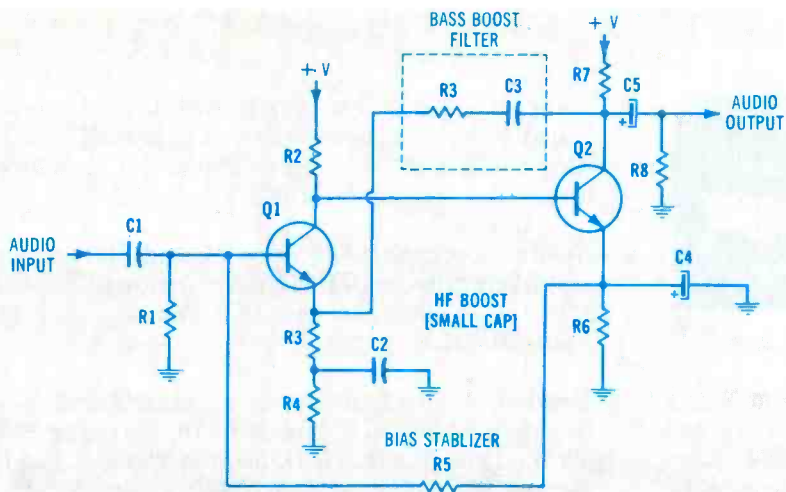 BASS BOOST
FILTER
+ V
+ V
R7
C5
R3
C3
AUDIO
OUTPUT
R2
Q2
R8
Q1
C1
AUDIO
INPUT
C4
HF BOOST
[SMALL CAP]
+
+
R1
R3
C2
R6
R4
BIAS STABLIZER
R5